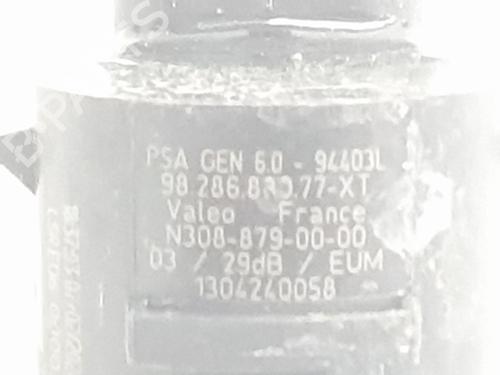 PSA GEN 6.0 - 94403L
98.286.830.77-XT
Valeo France
N308-879-00-00
03 / 29dB / EUM
1304240058